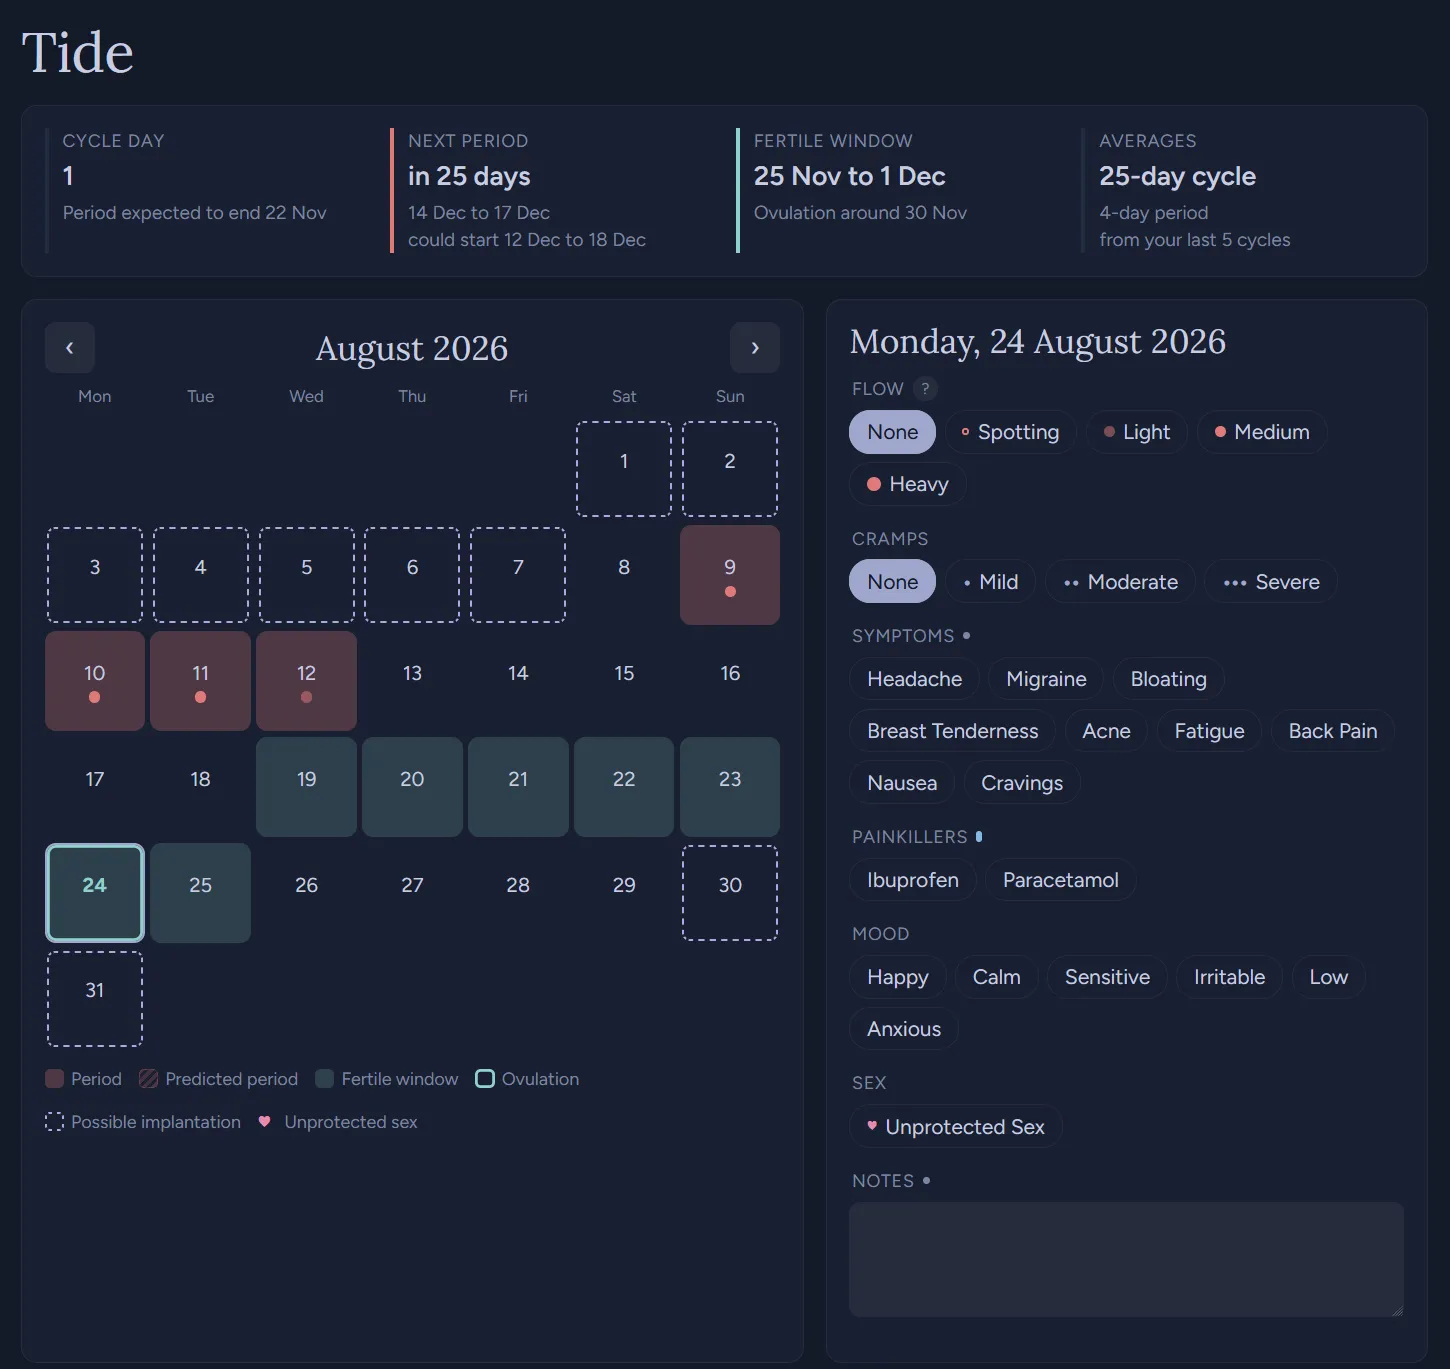 Tide
CYCLE DAY
1
Period expected to end 22 Nov
NEXT PERIOD
in 25 days
14 Dec to 17 Dec
could start 12 Dec to 18 Dec
FERTILE WINDOW
25 Nov to 1 Dec
Ovulation around 30 Nov
AVERAGES
25-day cycle
4-day period
from your last 5 cycles
‹ August 2026 ›
Mon Tue Wed Thu Fri Sat Sun
1 2
3 4 5 6 7 8 9
10 11 12 13 14 15 16
17 18 19 20 21 22 23
24 25 26 27 28 29 30
31
Period Predicted period Fertile window Ovulation
Possible implantation Unprotected sex
Monday, 24 August 2026
FLOW ?
None Spotting Light Medium
Heavy
CRAMPS
None Mild Moderate Severe
SYMPTOMS
Headache Migraine Bloating
Breast Tenderness Acne Fatigue Back Pain
Nausea Cravings
PAINKILLERS
Ibuprofen Paracetamol
MOOD
Happy Calm Sensitive Irritable Low
Anxious
SEX
Unprotected Sex
NOTES